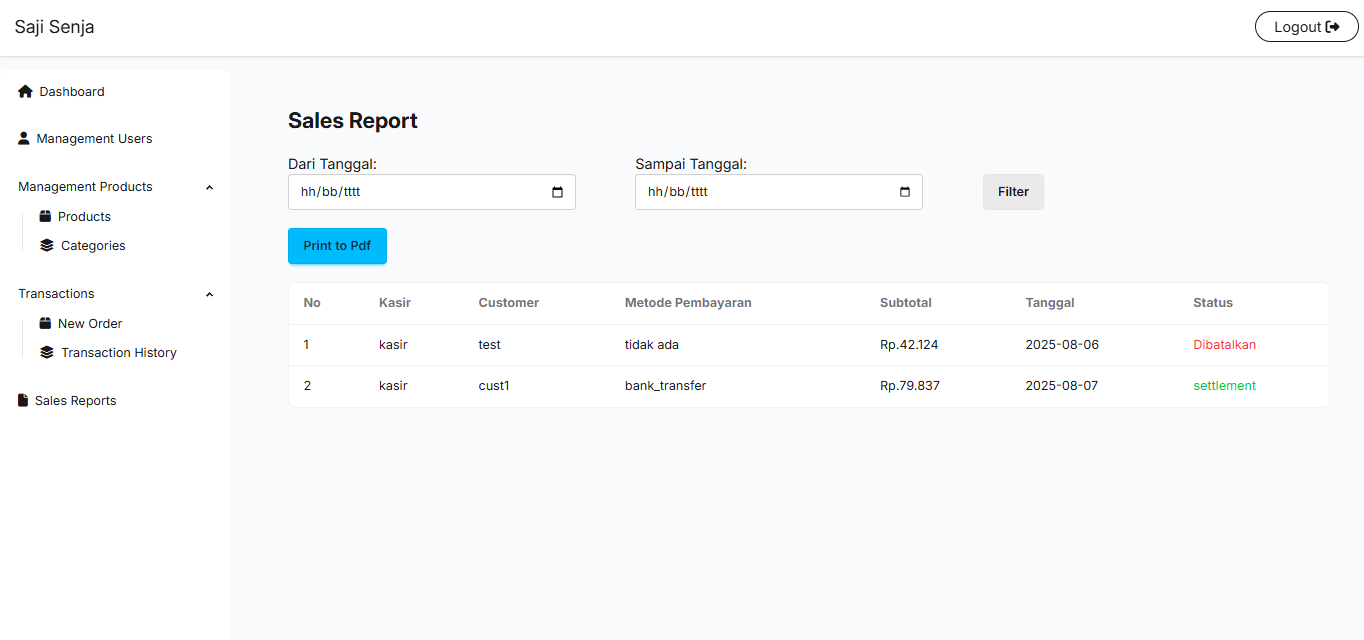 Saji Senja
Logout
Dashboard
Management Users
Management Products
Products
Categories
Transactions
New Order
Transaction History
Sales Reports
Sales Report
Dari Tanggal:
Sampai Tanggal:
hh/bb/tttt
hh/bb/tttt
Filter
Print to Pdf
No Kasir Customer Metode Pembayaran Subtotal Tanggal Status
1 kasir test tidak ada Rp.42.124 2025-08-06 Dibatalkan
2 kasir cust1 bank_transfer Rp.79.837 2025-08-07 settlement